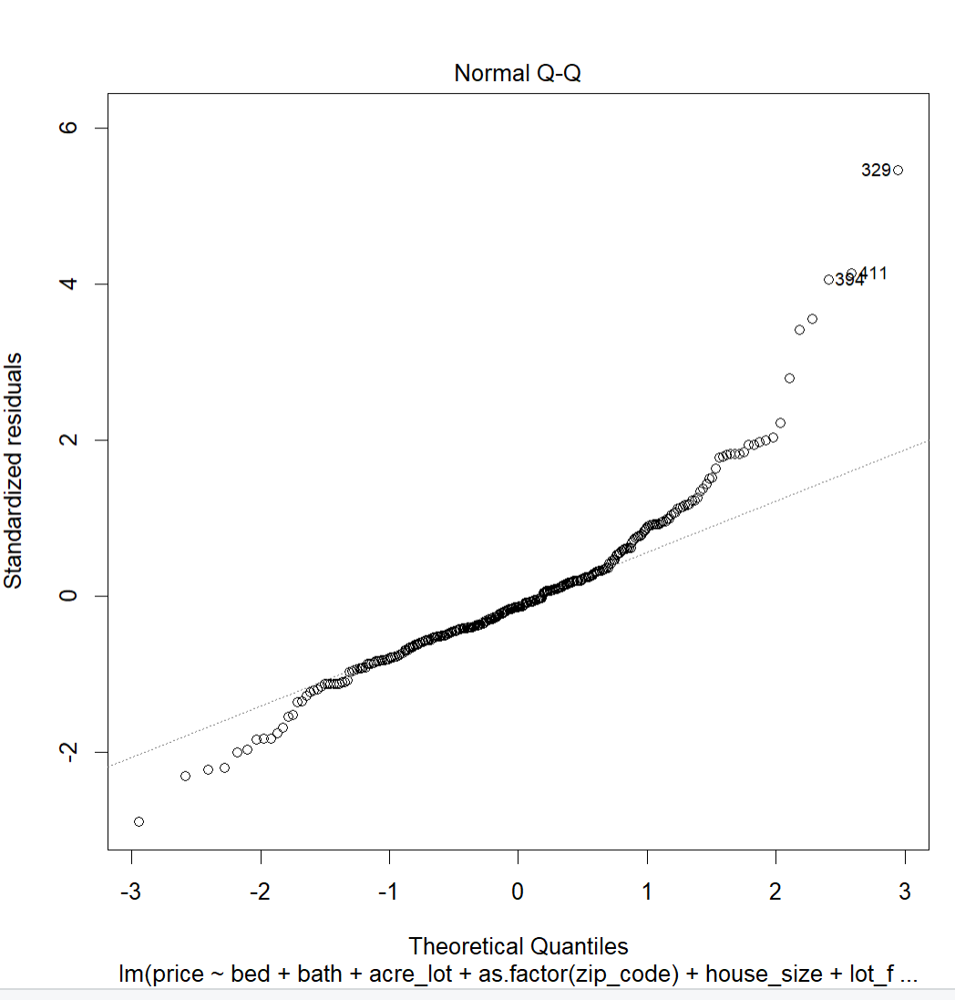 Normal Q-Q
6
4
2
0
-2
Standardized residuals
329
411
394
-3 -2 -1 0 1 2 3
Theoretical Quantiles
lm(price ~ bed + bath + acre_lot + as.factor(zip_code) + house_size + lot_f ...